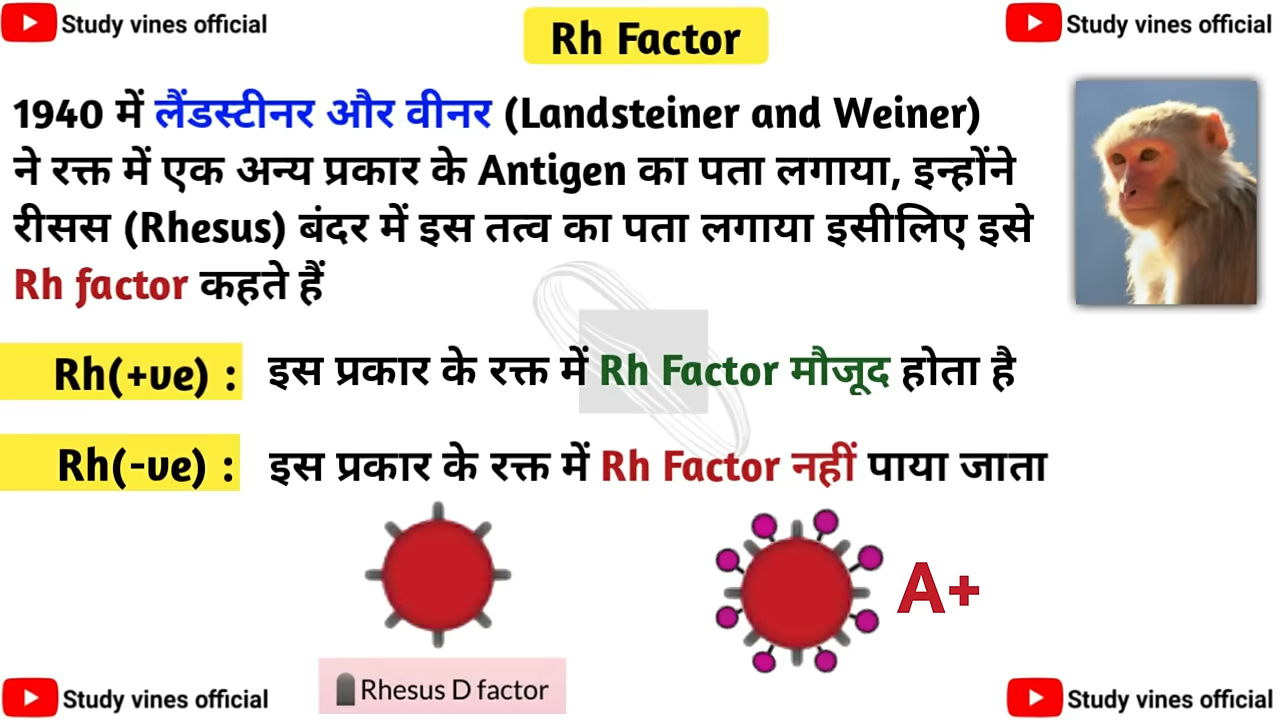 Study vines official
Rh Factor
Study vines official
1940 में लैंडस्टीनर और वीनर (Landsteiner and Weiner)
ने रक्त में एक अन्य प्रकार के Antigen का पता लगाया, इन्होंने
रीसस (Rhesus) बंदर में इस तत्व का पता लगाया इसीलिए इसे
Rh factor कहते हैं
Rh(+ve) : इस प्रकार के रक्त में Rh Factor मौजूद होता है
Rh(-ve) : इस प्रकार के रक्त में Rh Factor नहीं पाया जाता
A+
Rhesus D factor
Study vines official
Study vines official